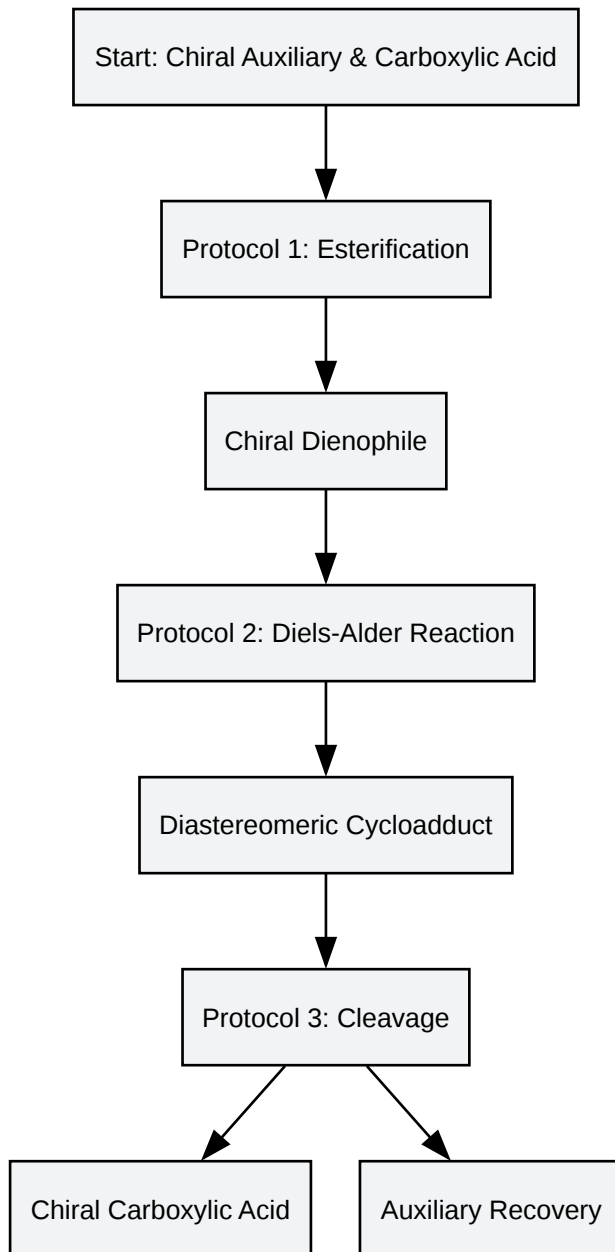 Start: Chiral Auxiliary & Carboxylic Acid
Protocol 1: Esterification
Chiral Dienophile
Protocol 2: Diels-Alder Reaction
Diastereomeric Cycloadduct
Protocol 3: Cleavage
Chiral Carboxylic Acid
Auxiliary Recovery